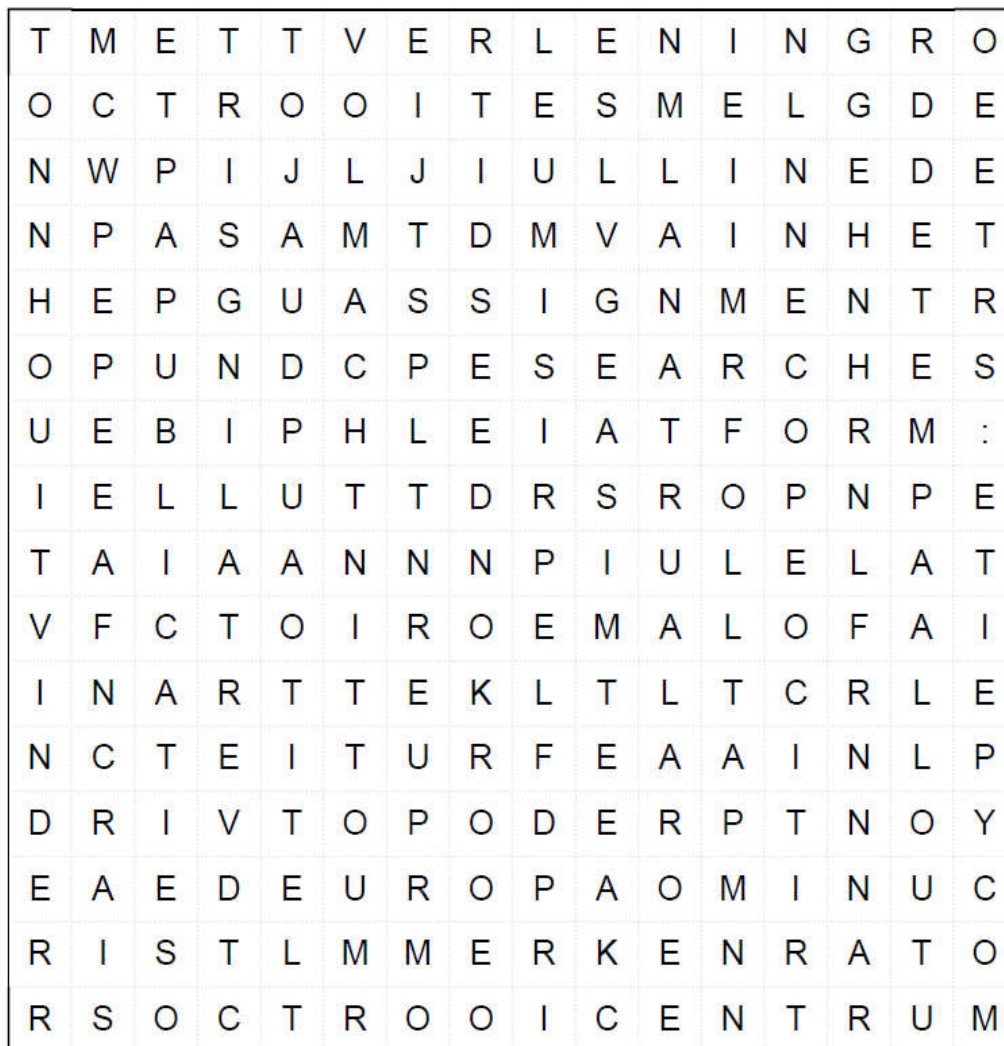 T M E T T V E R L E N I N G R O
O C T R O O I T E S M E L G D E
N W P I J L J I U L L I N E D E
N P A S A M T D M V A I N H E T
H E P G U A S S I G N M E N T R
O P U N D C P E S E A R C H E S
U E B I P H L E I A T F O R M :
I E L L U T T D R S R O P N P E
T A I A A N N N P I U L E L A T
V F C T O I R O E M A L O F A I
I N A R T T E K L T L T C R L E
N C T E I T U R F E A A I N L P
D R I V T O P O D E R P T N O Y
E A E D E U R O P A O M I N U C
R I S T L M M E R K E N R A T O
R S O C T R O O I C E N T R U M